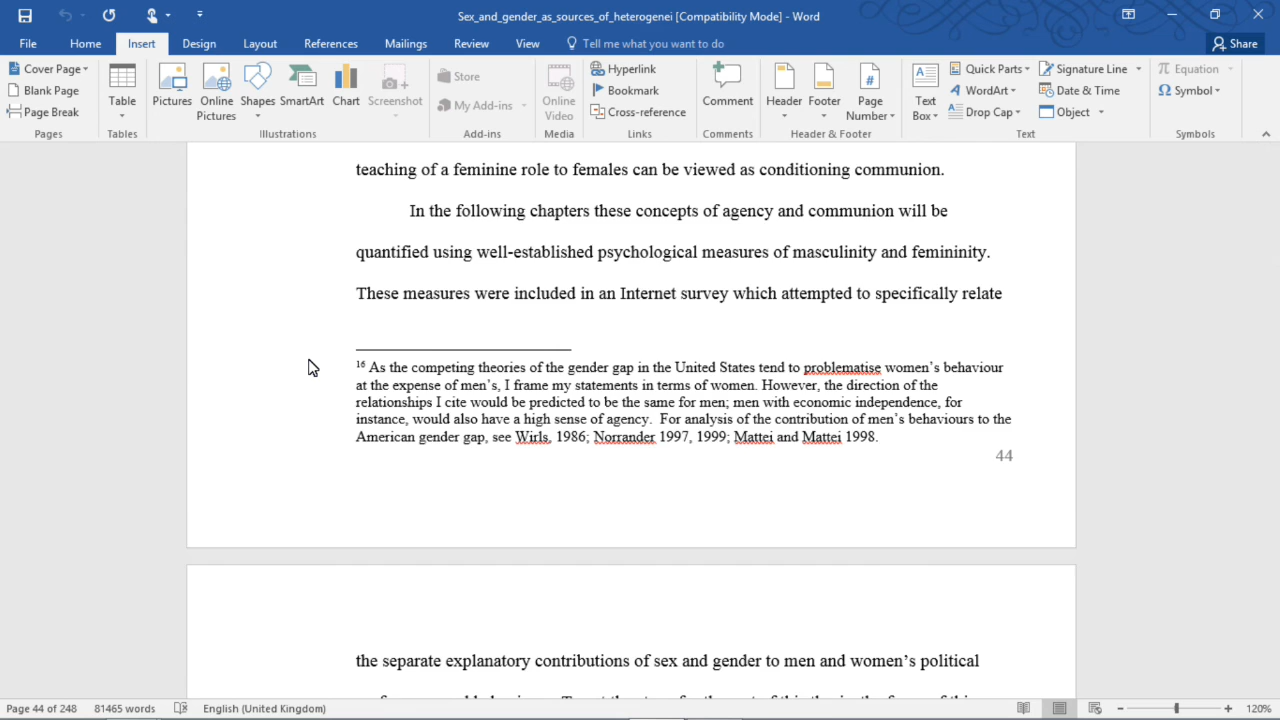 Sex_and_gender_as_sources_of_heterogenei [Compatibility Mode] - Word
File Home Insert Design Layout References Mailings Review View Tell me what you want to do Share
Cover Page
Blank Page
Page Break
Pages
Table
Tables
Pictures
Online Pictures
Shapes
SmartArt
Chart
Screenshot
Illustrations
Store
My Add-ins
Add-ins
Online Video
Media
Hyperlink
Bookmark
Cross-reference
Links
Comment
Comments
Header
Footer
Page Number
Header & Footer
Text Box
Quick Parts
WordArt
Drop Cap
Signature Line
Date & Time
Object
Text
Equation
Symbol
Symbols
teaching of a feminine role to females can be viewed as conditioning communion.
In the following chapters these concepts of agency and communion will be
quantified using well-established psychological measures of masculinity and femininity.
These measures were included in an Internet survey which attempted to specifically relate
16 As the competing theories of the gender gap in the United States tend to problematise women's behaviour
at the expense of men's, I frame my statements in terms of women. However, the direction of the
relationships I cite would be predicted to be the same for men; men with economic independence, for
instance, would also have a high sense of agency.  For analysis of the contribution of men's behaviours to the
American gender gap, see Wirls, 1986; Norrander 1997, 1999; Mattei and Mattei 1998.
44
the separate explanatory contributions of sex and gender to men and women's political
Page 44 of 248 81465 words English (United Kingdom) 120%